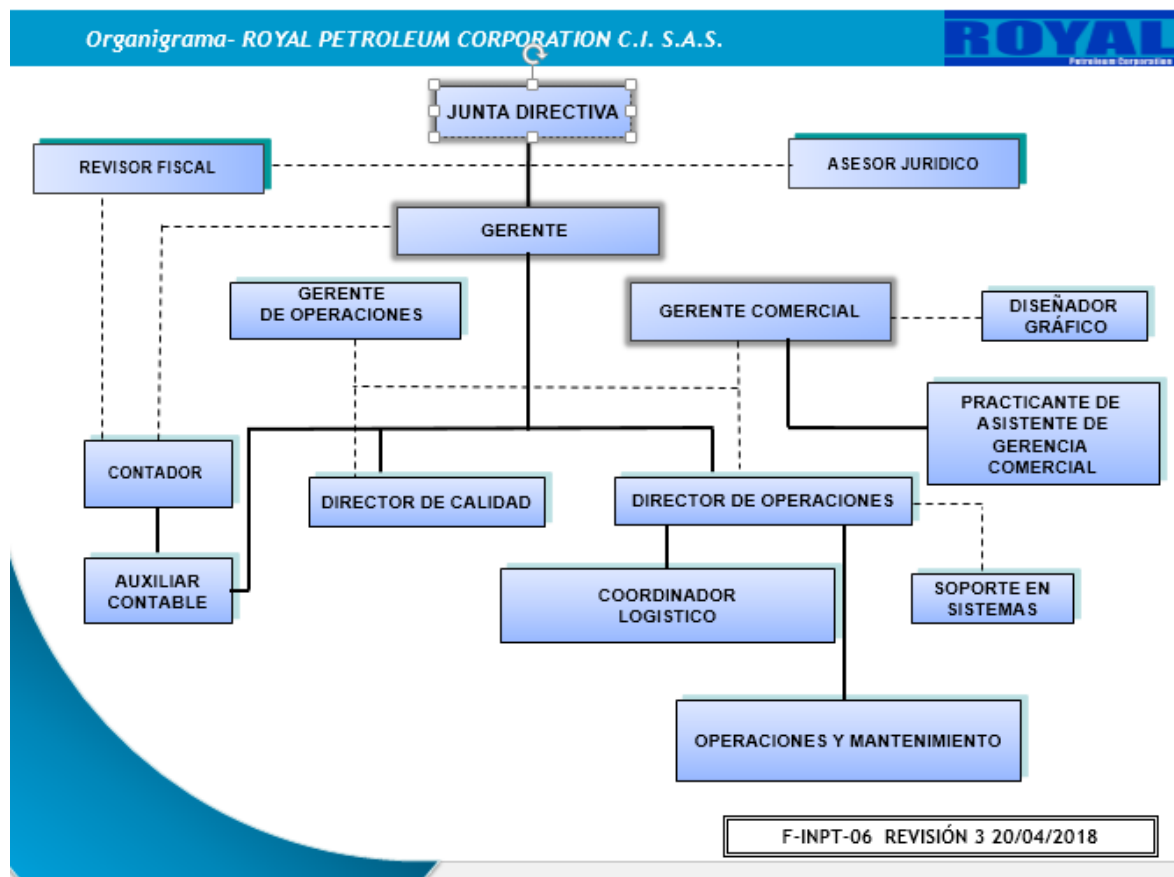 Organigrama- ROYAL PETROLEUM CORPORATION C.I. S.A.S.
ROYAL
Petroleum Corporation
JUNTA DIRECTIVA
REVISOR FISCAL
ASESOR JURIDICO
GERENTE
GERENTE
DE OPERACIONES
GERENTE COMERCIAL
DISEÑADOR
GRÁFICO
PRACTICANTE DE
ASISTENTE DE
GERENCIA
COMERCIAL
CONTADOR
DIRECTOR DE CALIDAD
DIRECTOR DE OPERACIONES
AUXILIAR
CONTABLE
COORDINADOR
LOGISTICO
SOPORTE EN
SISTEMAS
OPERACIONES Y MANTENIMIENTO
F-INPT-06 REVISIÓN 3 20/04/2018